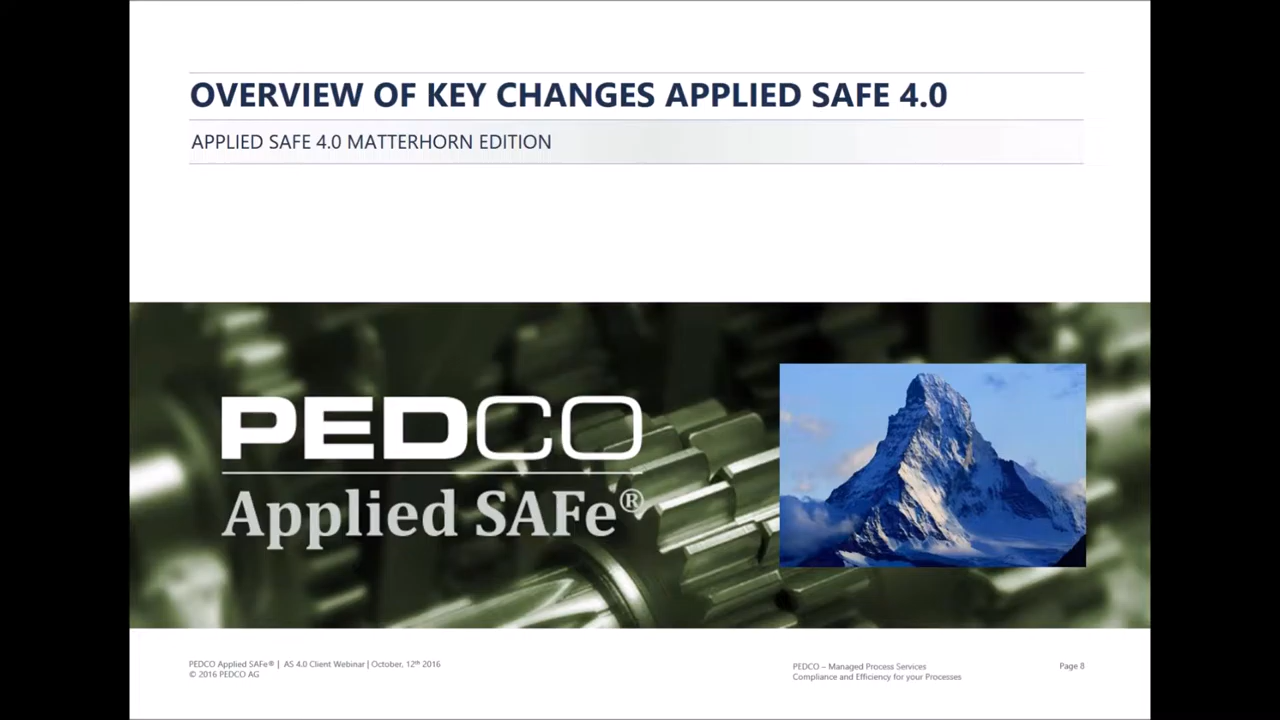 OVERVIEW OF KEY CHANGES APPLIED SAFE 4.0
APPLIED SAFE 4.0 MATTERHORN EDITION
PEDCO
Applied SAFe®
PEDCO Applied SAFe® | AS 4.0 Client Webinar | October, 12th 2016
© 2016 PEDCO AG
PEDCO – Managed Process Services
Compliance and Efficiency for your Processes
Page 8